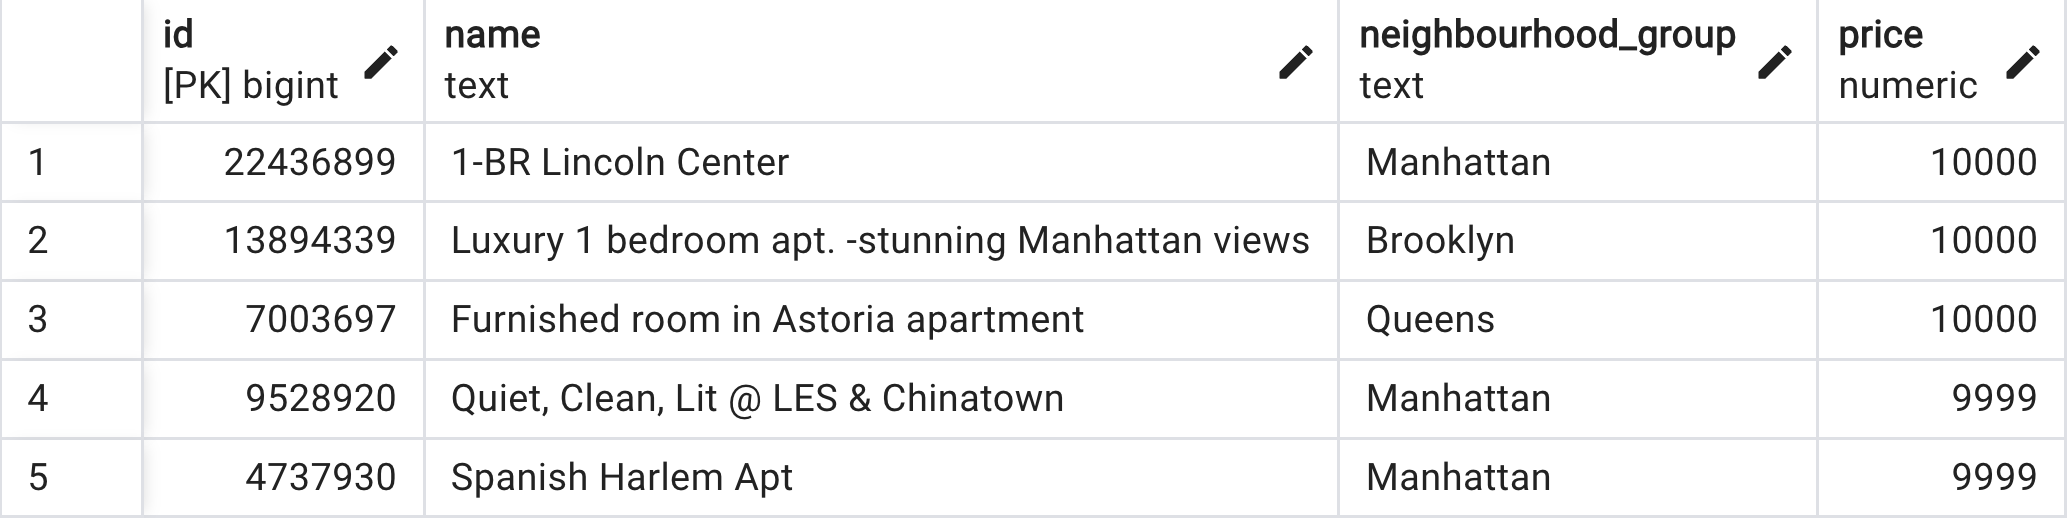 id name neighbourhood_group price
[PK] bigint text text numeric
1 22436899 1-BR Lincoln Center Manhattan 10000
2 13894339 Luxury 1 bedroom apt. -stunning Manhattan views Brooklyn 10000
3 7003697 Furnished room in Astoria apartment Queens 10000
4 9528920 Quiet, Clean, Lit @ LES & Chinatown Manhattan 9999
5 4737930 Spanish Harlem Apt Manhattan 9999